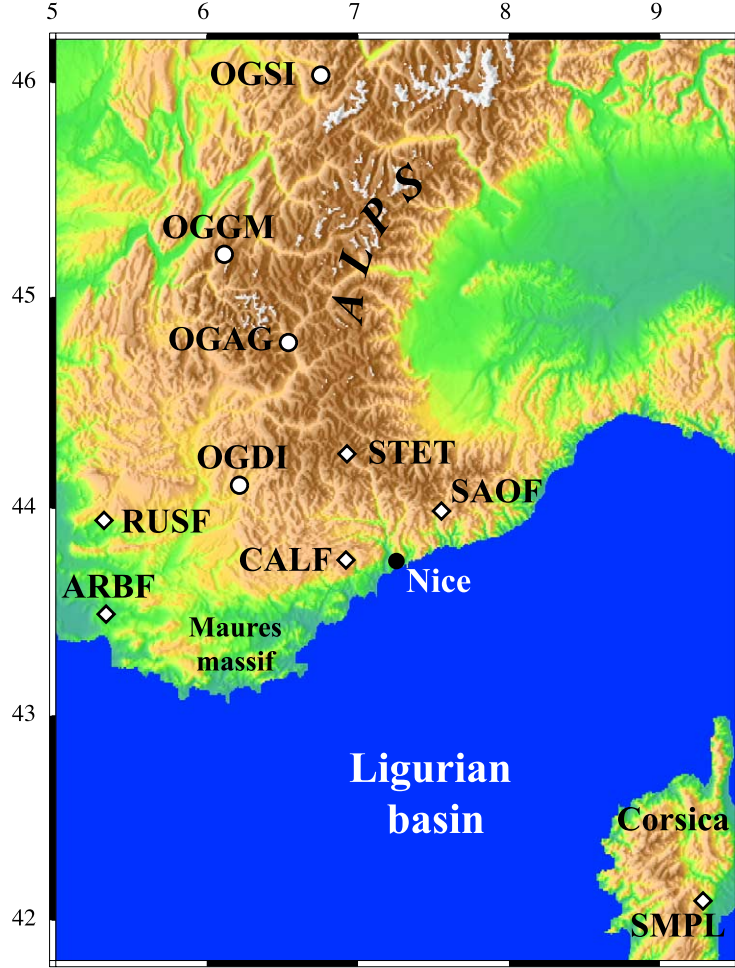 5 6 7 8 9
46
OGSI
ALPS
OGGM
45
OGAG
OGDI
STET
44
SAOF
RUSF
CALF
Nice
ARBF
Maures
massif
43
Ligurian
basin
Corsica
42
SMPL